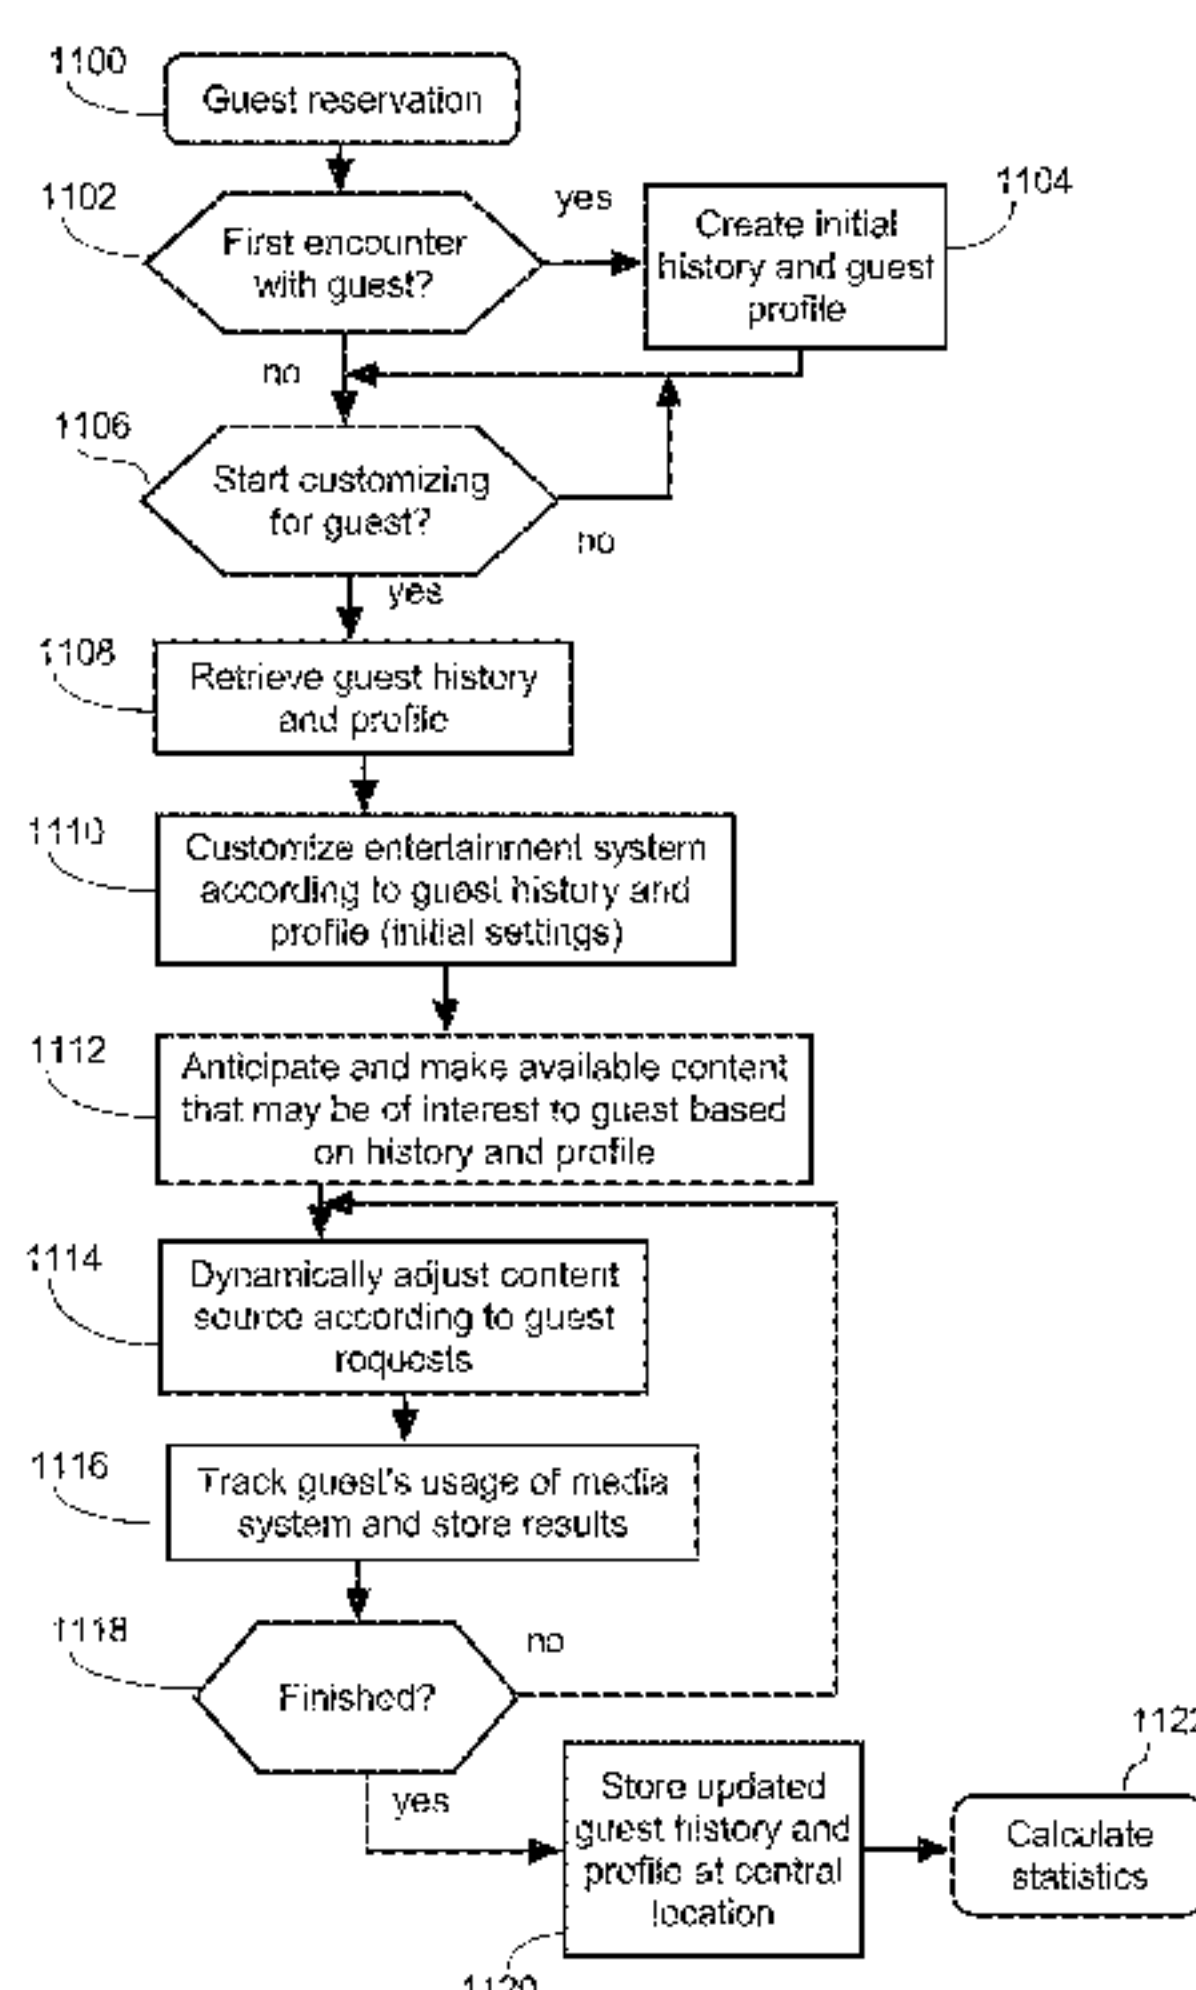 1100
Guest reservation
1102
First encounter
with guest?
yes
1104
Create initial
history and guest
profile
no
1106
Start customizing
for guest?
no
yes
1108
Retrieve guest history
and profile
1110
Customize entertainment system
according to guest history and
profile (initial settings)
1112
Anticipate and make available content
that may be of interest to guest based
on history and profile
1114
Dynamically adjust content
source according to guest
requests
1116
Track guest's usage of media
system and store results
1118
Finished?
no
yes
Store updated
guest history and
profile at central
location
1120
1122
Calculate
statistics